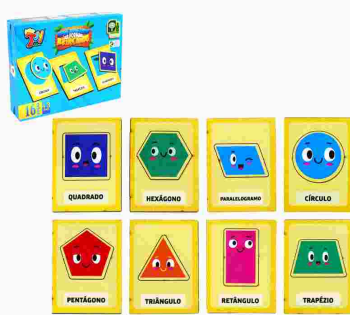 QUADRADO
HEXÁGONO
PARALELOGRAMO
CÍRCULO
PENTÁGONO
TRIÂNGULO
RETÂNGULO
TRAPÉZIO